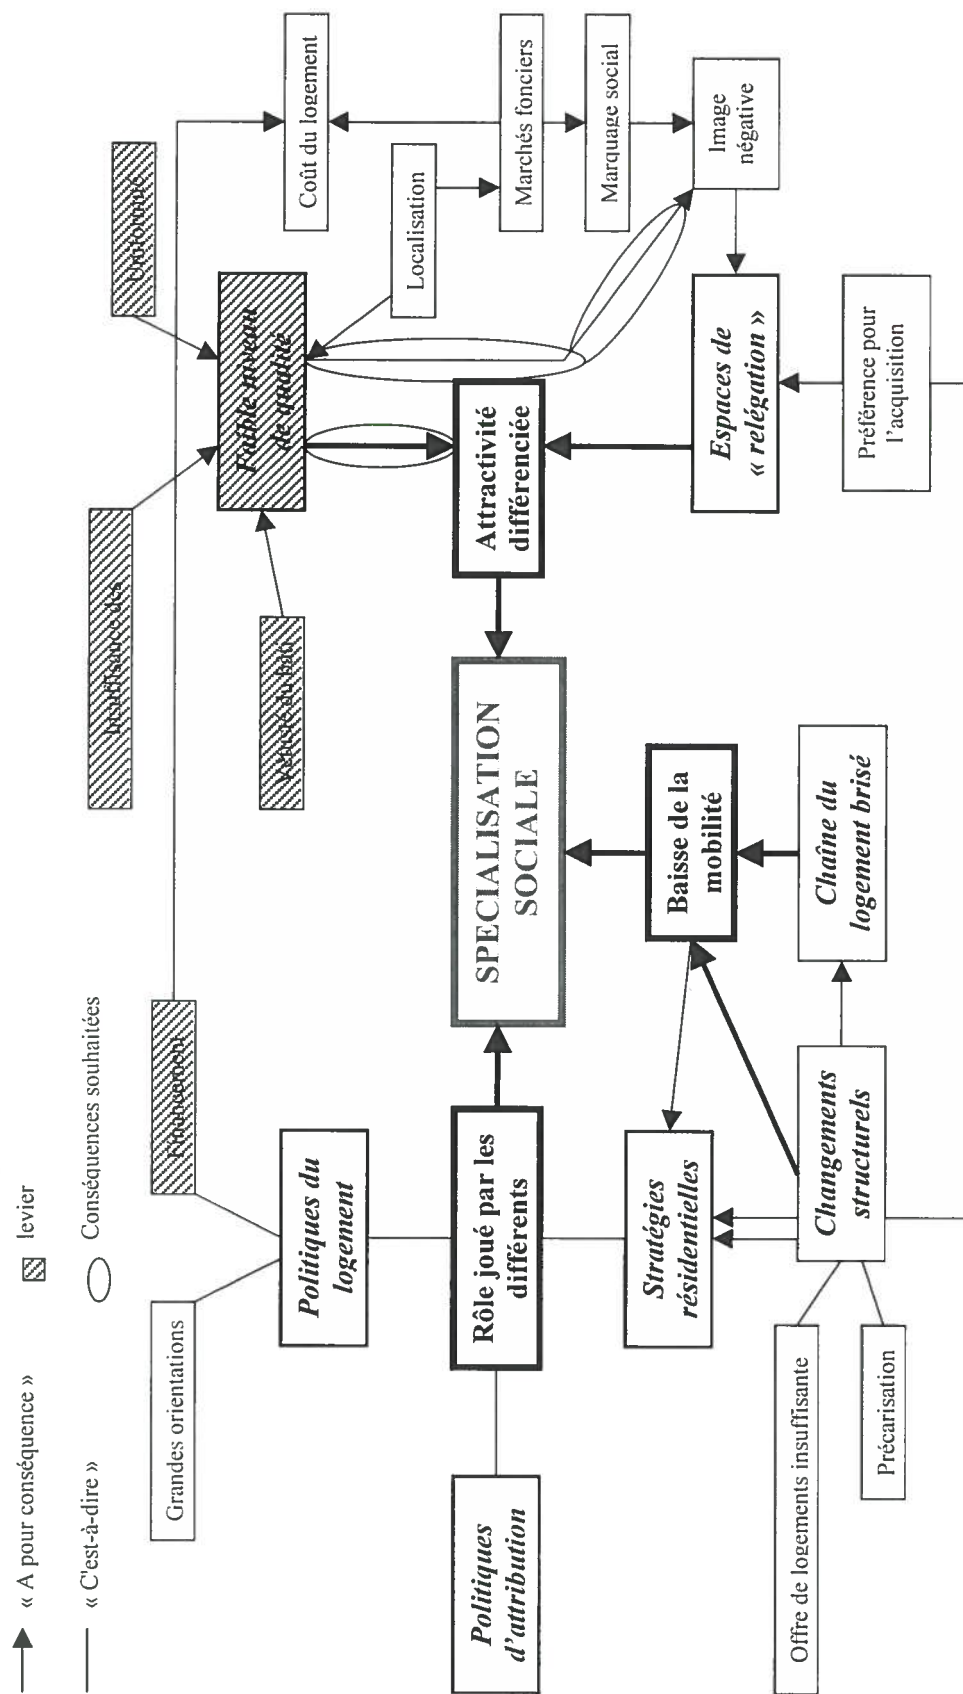 « A pour conséquence »
levier
« C'est-à-dire »
Conséquences souhaitées
Grandes orientations
Financement
Insuffisance des
Uniformité
Vétusté du bâti
Faible niveau
de qualité
Coût du logement
Localisation
Marchés fonciers
Marquage social
Image
négative
Politiques du
logement
Politiques
d'attribution
Rôle joué par les
différents
SPECIALISATION
SOCIALE
Attractivité
différenciée
Espaces de
« relégation »
Stratégies
résidentielles
Baisse de la
mobilité
Changements
structurels
Chaîne du
logement brisé
Préférence pour
l'acquisition
Offre de logements insuffisante
Précarisation